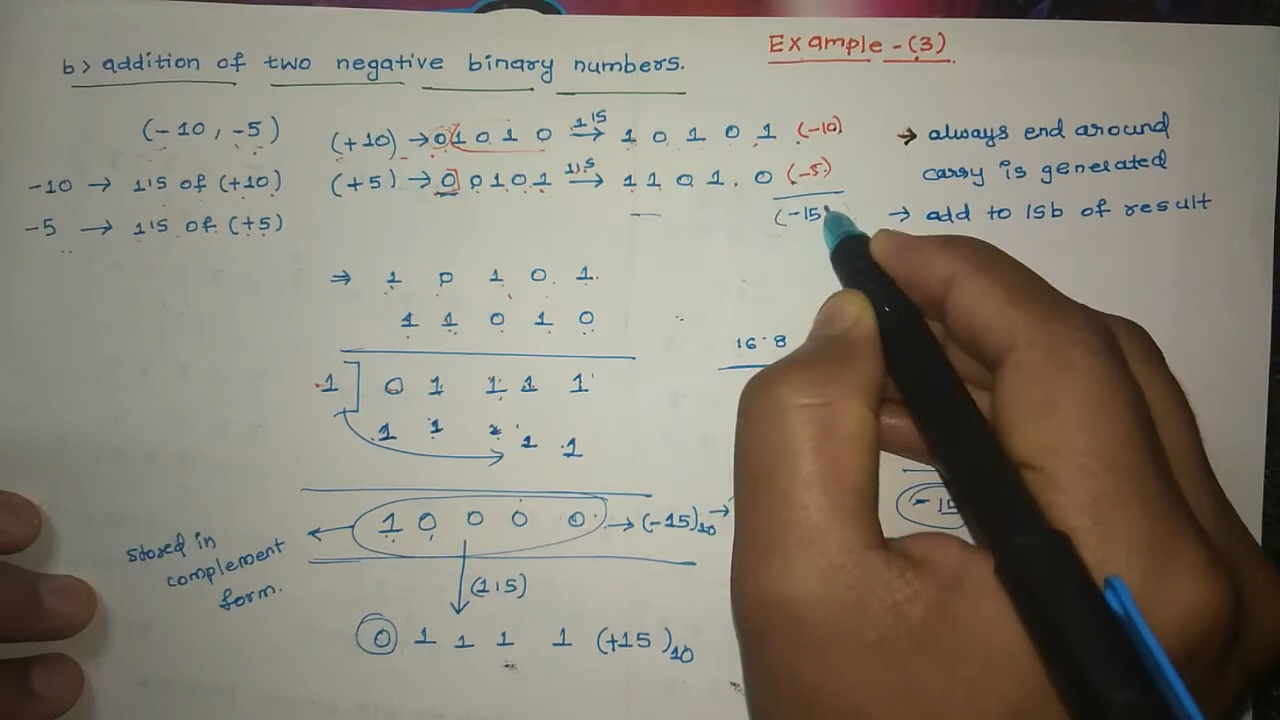 b> addition of two negative binary numbers.
Example-(3)
(-10, -5)
-10 → 1's of (+10)
-5 → 1's of (+5)
(+10) → 0 1 0 1 0 1's → 1 0 1 0 1 (-10)
(+5) → 0 0 1 0 1 1's → 1 1 0 1 0 (-5)
(-15
→ always end around
carry is generated
→ add to lsb of result
⇒ 1 0 1 0 1
1 1 0 1 0
1 0 1 1 1 1
1 1 1 1
16 8
1 0 0 0 0 → (-15)10 →
-15
stored in
complement
form.
(1's)
0 1 1 1 1 (+15)10